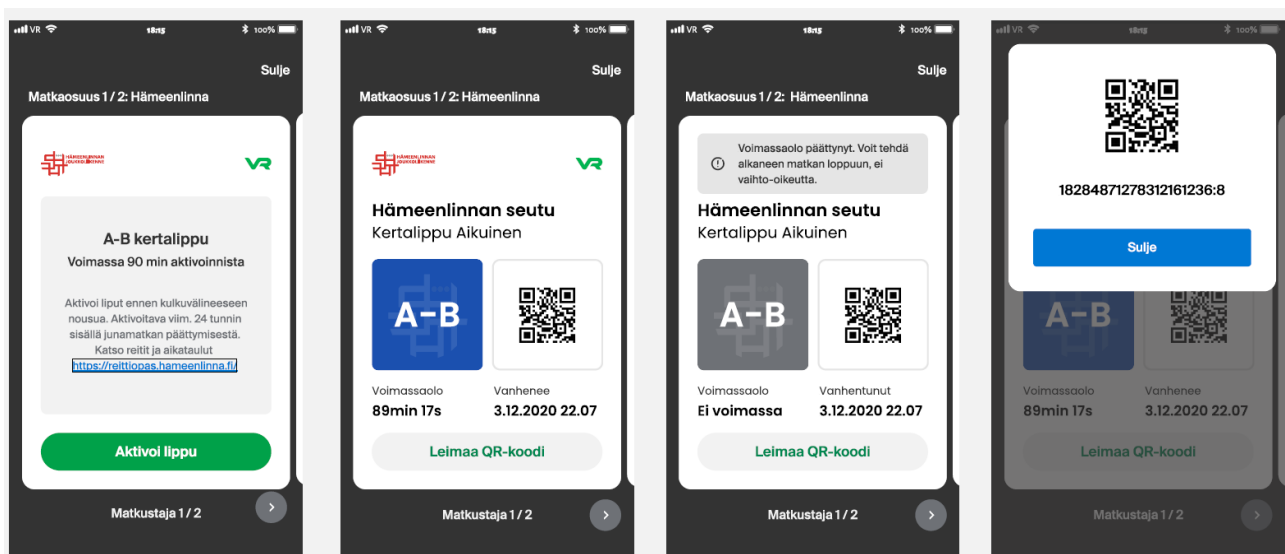 VR
18:15
100%
Sulje
Matkaosuus 1 / 2: Hämeenlinna
HÄMEENLINNAN
JOUKKOLIIKENNE
VR
A-B kertalippu
Voimassa 90 min aktivoinnista
Aktivoi liput ennen kulkuvälineeseen
nousua. Aktivoitava viim. 24 tunnin
sisällä junamatkan päättymisestä.
Katso reitit ja aikataulut
https://reittiopas.hameenlinna.fi/
Aktivoi lippu
Matkustaja 1 / 2
VR
18:15
100%
Sulje
Matkaosuus 1 / 2: Hämeenlinna
HÄMEENLINNAN
JOUKKOLIIKENNE
VR
Hämeenlinnan seutu
Kertalippu Aikuinen
A-B
Voimassaolo
Vanhenee
89min 17s
3.12.2020 22.07
Leimaa QR-koodi
Matkustaja 1 / 2
VR
18:15
100%
Sulje
Matkaosuus 1 / 2: Hämeenlinna
Voimassaolo päättynyt. Voit tehdä
alkaneen matkan loppuun, ei
vaihto-oikeutta.
Hämeenlinnan seutu
Kertalippu Aikuinen
A-B
Voimassaolo
Vanhentunut
Ei voimassa
3.12.2020 22.07
Leimaa QR-koodi
Matkustaja 1 / 2
VR
18:15
100%
18284871278312161236:8
Sulje
A-B
Voimassaolo
Vanhenee
89min 17s
3.12.2020 22.07
Leimaa QR-koodi
Matkustaja 1 / 2